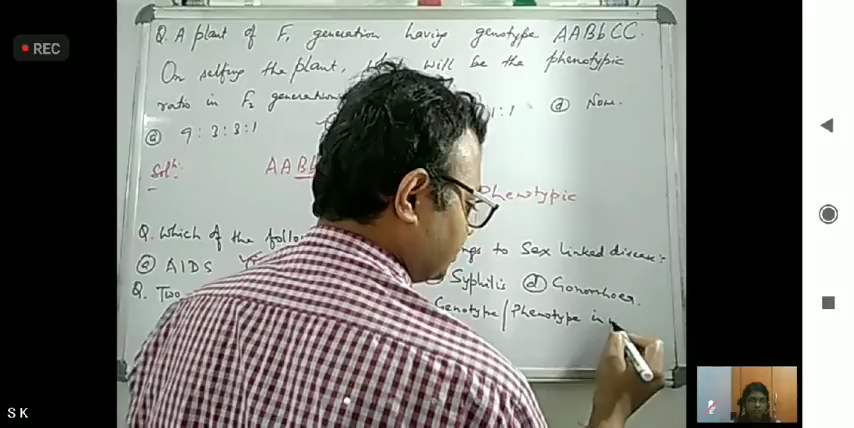 REC
Q. A plant of F1 generation having genotype AABbCC.
On selfing the plant, will be the phenotypic
ratio in F2 generation 1:1 ⓓ None.
ⓐ 9:3:3:1
Solⁿ: AABb Phenotypic
Q. Which of the follo ngs to Sex linked disease:
ⓐ AIDS Syphilis ⓓ Gonorrhoea.
Q. Two Genotype/Phenotype in
S K